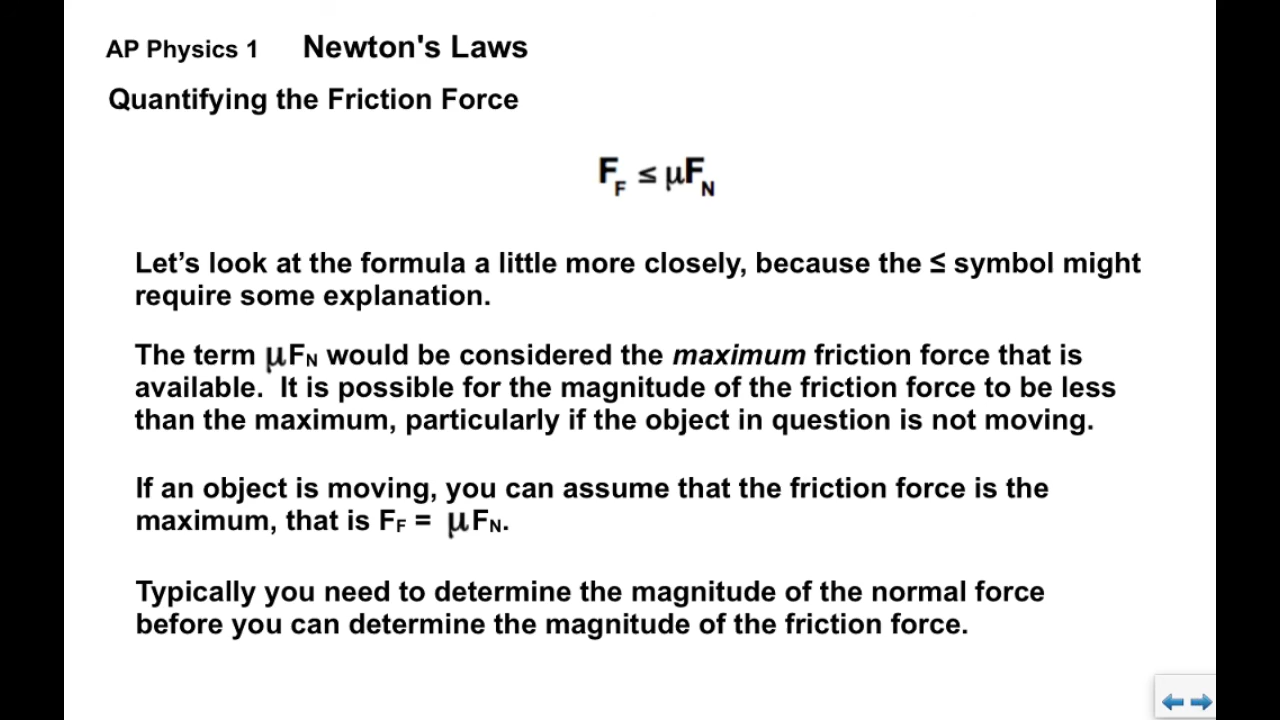 AP Physics 1 Newton's Laws
Quantifying the Friction Force
F_F ≤ μF_N
Let’s look at the formula a little more closely, because the ≤ symbol might
require some explanation.
The term μF_N would be considered the maximum friction force that is
available. It is possible for the magnitude of the friction force to be less
than the maximum, particularly if the object in question is not moving.
If an object is moving, you can assume that the friction force is the
maximum, that is F_F = μF_N.
Typically you need to determine the magnitude of the normal force
before you can determine the magnitude of the friction force.